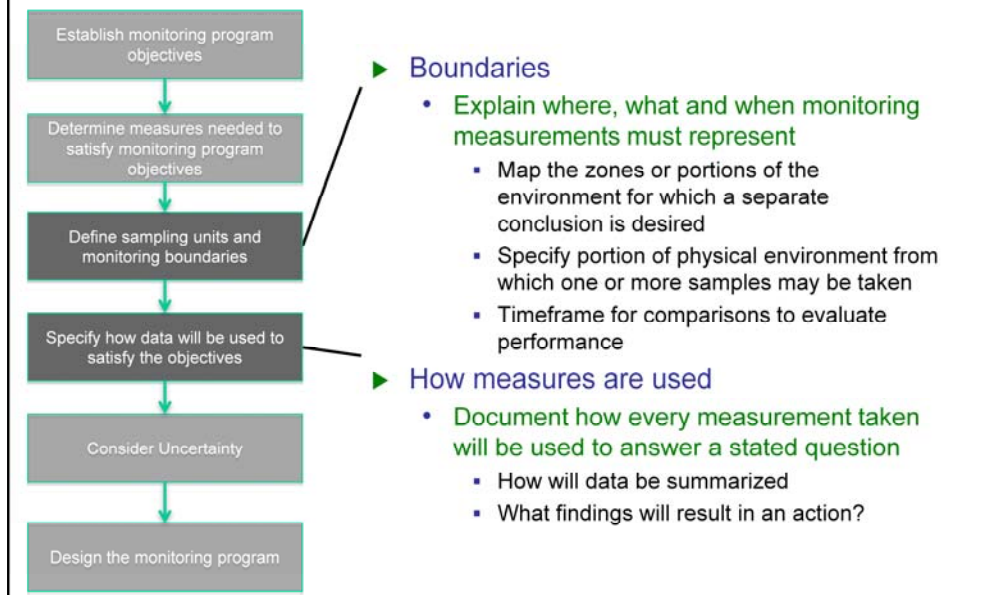 Establish monitoring program
objectives
Determine measures needed to
satisfy monitoring program
objectives
Define sampling units and
monitoring boundaries
Specify how data will be used to
satisfy the objectives
Consider Uncertainty
Design the monitoring program
Boundaries
Explain where, what and when monitoring
measurements must represent
Map the zones or portions of the
environment for which a separate
conclusion is desired
Specify portion of physical environment from
which one or more samples may be taken
Timeframe for comparisons to evaluate
performance
How measures are used
Document how every measurement taken
will be used to answer a stated question
How will data be summarized
What findings will result in an action?